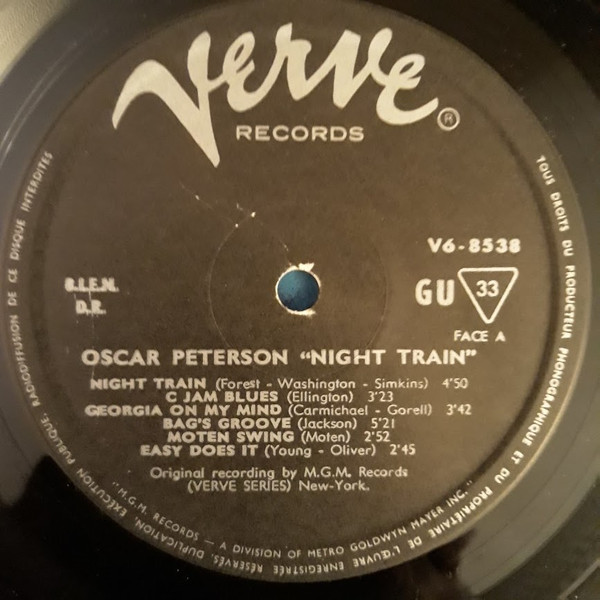 Verve
RECORDS
®
V6-8538
B.I.E.M.
D.R.
GU 33
FACE A
OSCAR PETERSON “NIGHT TRAIN”
NIGHT TRAIN (Forest - Washington - Simkins) 4'50
C JAM BLUES (Ellington) 3'23
GEORGIA ON MY MIND (Carmichael - Gorell) 3'42
BAG'S GROOVE (Jackson) 5'21
MOTEN SWING (Moten) 2'52
EASY DOES IT (Young - Oliver) 2'45
Original recording by M.G.M. Records
(VERVE SERIES) New-York.
TOUS DROITS DU PRODUCTEUR PHONOGRAPHIQUE ET DU PROPRIÉTAIRE DE L'ŒUVRE ENREGISTRÉE RÉSERVÉS. DUPLICATION, EXÉCUTION PUBLIQUE, RADIODIFFUSION DE CE DISQUE INTERDITES
"M.G.M. RECORDS — A DIVISION OF METRO GOLDWYN MAYER INC."